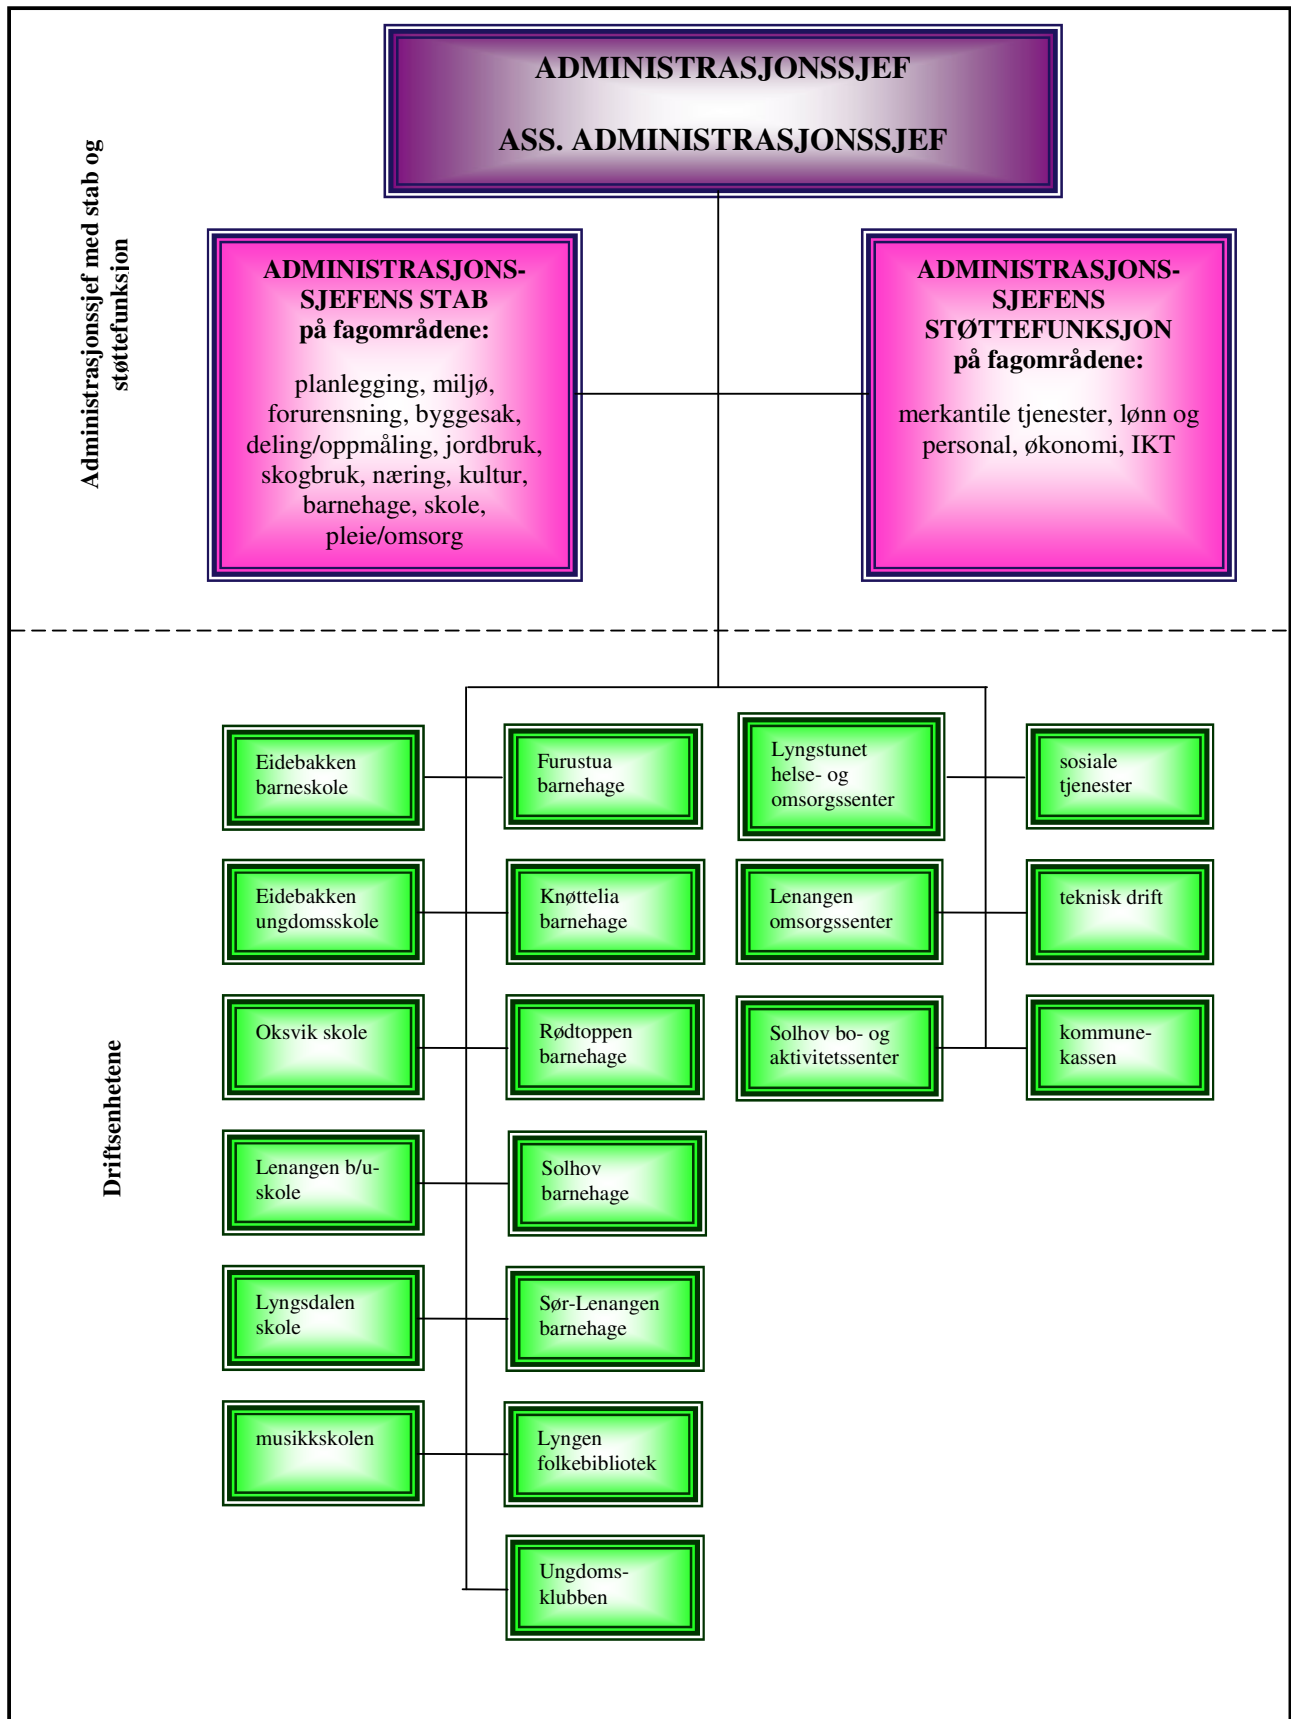 ADMINISTRASJONSSJEF
ASS. ADMINISTRASJONSSJEF
Administrasjonssjef med stab og
støttefunksjon
ADMINISTRASJONS-
SJEFENS STAB
på fagområdene:
planlegging, miljø,
forurensning, byggesak,
deling/oppmåling, jordbruk,
skogbruk, næring, kultur,
barnehage, skole,
pleie/omsorg
ADMINISTRASJONS-
SJEFENS
STØTTEFUNKSJON
på fagområdene:
merkantile tjenester, lønn og
personal, økonomi, IKT
Driftsenhetene
Eidebakken
barneskole
Furustua
barnehage
Lyngstunet
helse- og
omsorgssenter
sosiale
tjenester
Eidebakken
ungdomsskole
Knøttelia
barnehage
Lenangen
omsorgssenter
teknisk drift
Oksvik skole
Rødtoppen
barnehage
Solhov bo- og
aktivitetssenter
kommune-
kassen
Lenangen b/u-
skole
Solhov
barnehage
Lyngsdalen
skole
Sør-Lenangen
barnehage
musikkskolen
Lyngen
folkebibliotek
Ungdoms-
klubben